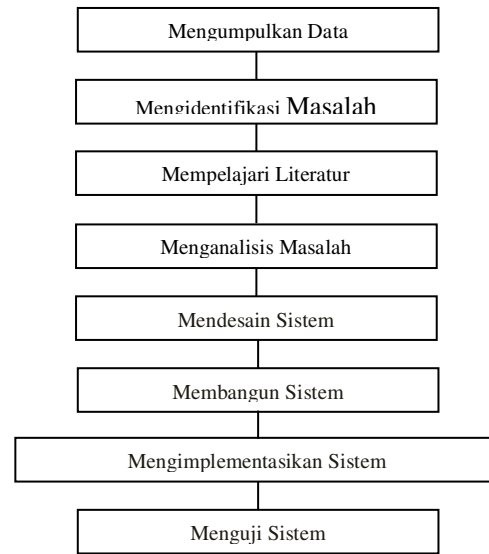 Mengumpulkan Data
Mengidentifikasi Masalah
Mempelajari Literatur
Menganalisis Masalah
Mendesain Sistem
Membangun Sistem
Mengimplementasikan Sistem
Menguji Sistem